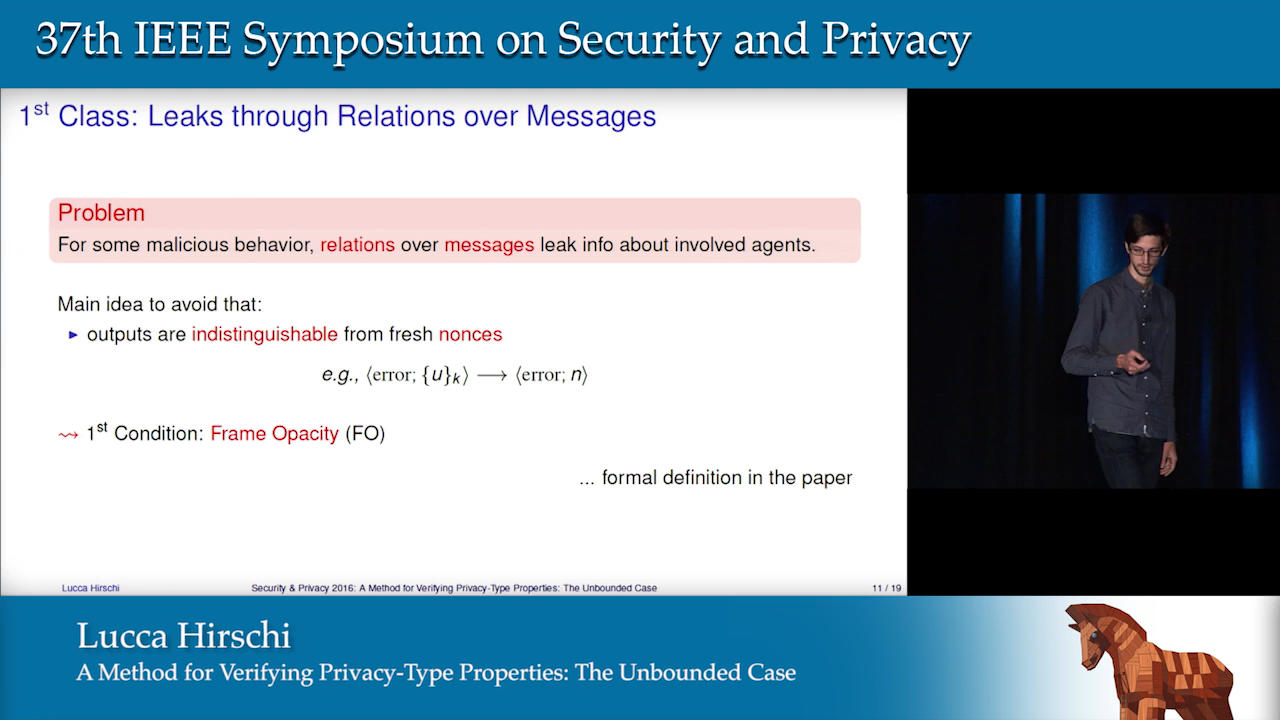 37th IEEE Symposium on Security and Privacy
1st Class: Leaks through Relations over Messages
Problem
For some malicious behavior, relations over messages leak info about involved agents.
Main idea to avoid that:
▸ outputs are indistinguishable from fresh nonces
e.g., ⟨error; {u}k⟩ ⟶ ⟨error; n⟩
⇝ 1st Condition: Frame Opacity (FO)
... formal definition in the paper
Lucca Hirschi Security & Privacy 2016: A Method for Verifying Privacy-Type Properties: The Unbounded Case 11 / 19
Lucca Hirschi
A Method for Verifying Privacy-Type Properties: The Unbounded Case